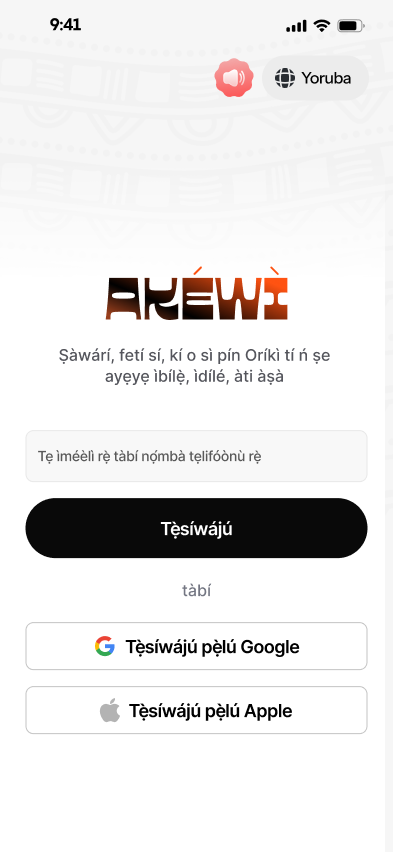 9:41
Yoruba
ARÉWÌ
Ṣàwárí, fetí sí, kí o sì pín Oríkì tí ń ṣe
ayẹyẹ ìbílẹ̀, ìdílé, àti àṣà
Tẹ ìméèlì rẹ̀ tàbí nọ́mbà tẹlifóònù rẹ̀
Tẹ̀síwájú
tàbí
Tẹ̀síwájú pẹ̀lú Google
Tẹ̀síwájú pẹ̀lú Apple